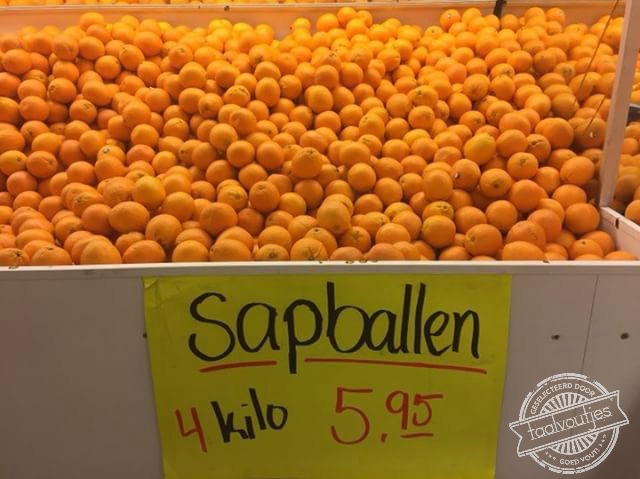 Sapballen
4 kilo 5,95
GESELECTEERD DOOR
taalvoutjes
GOED VOUT!